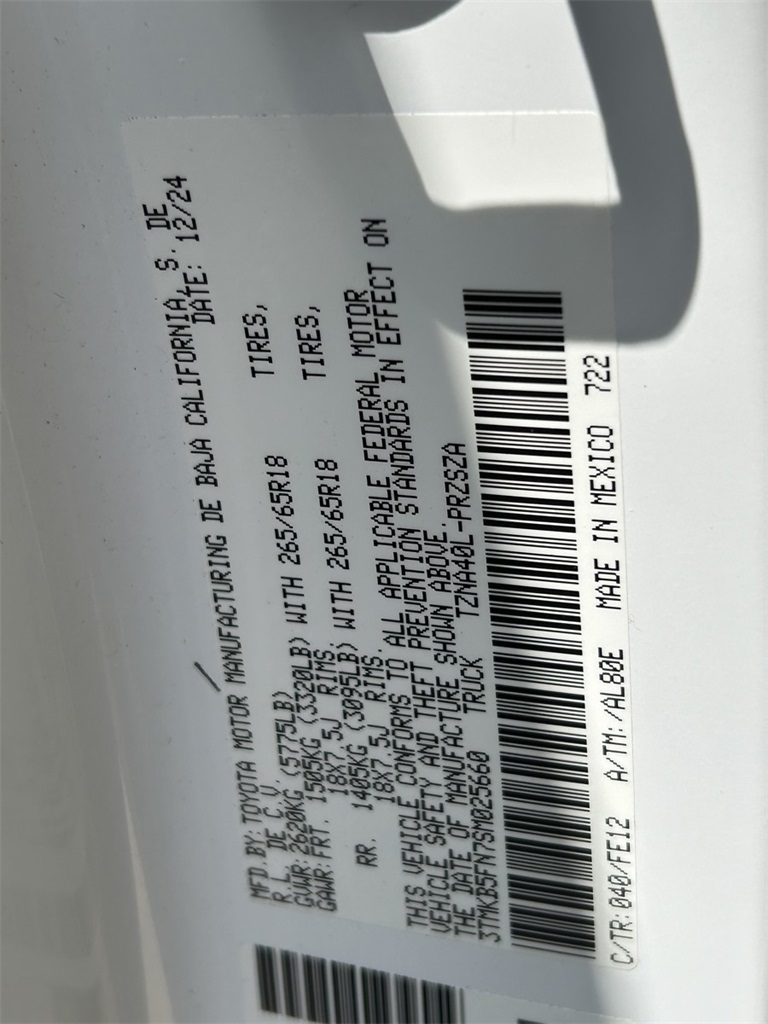 MFD.BY: TOYOTA MOTOR MANUFACTURING DE BAJA CALIFORNIA, S. DE
R.L. DE C.V. DATE: 12/24
GVWR: 2620KG (5775LB)
GAWR: FRT. 1505KG (3320LB) WITH 265/65R18 TIRES,
18X7.5J RIMS.
RR. 1405KG (3095LB) WITH 265/65R18 TIRES,
18X7.5J RIMS.
THIS VEHICLE CONFORMS TO ALL APPLICABLE FEDERAL MOTOR
VEHICLE SAFETY AND THEFT PREVENTION STANDARDS IN EFFECT ON
THE DATE OF MANUFACTURE SHOWN ABOVE.
3TMKB5FN7SM025660 TRUCK TZNA40L-PRZSZA
C/TR: 040/FE12 A/TM: /AL80E MADE IN MEXICO 722